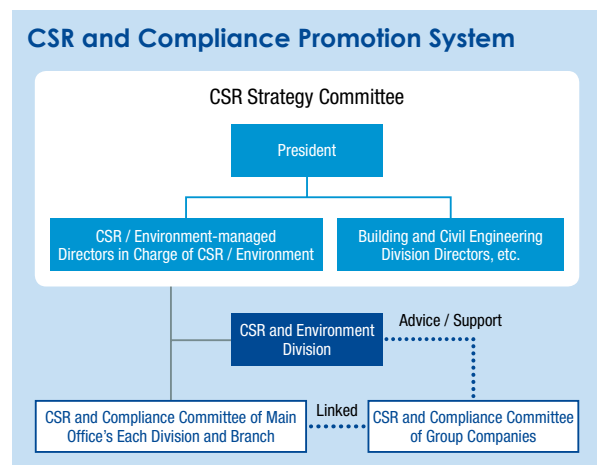 CSR and Compliance Promotion System
CSR Strategy Committee
President
CSR / Environment-managed
Directors in Charge of CSR / Environment
Building and Civil Engineering
Division Directors, etc.
CSR and Environment
Division
Advice / Support
CSR and Compliance Committee of Main
Office's Each Division and Branch
Linked
CSR and Compliance Committee
of Group Companies